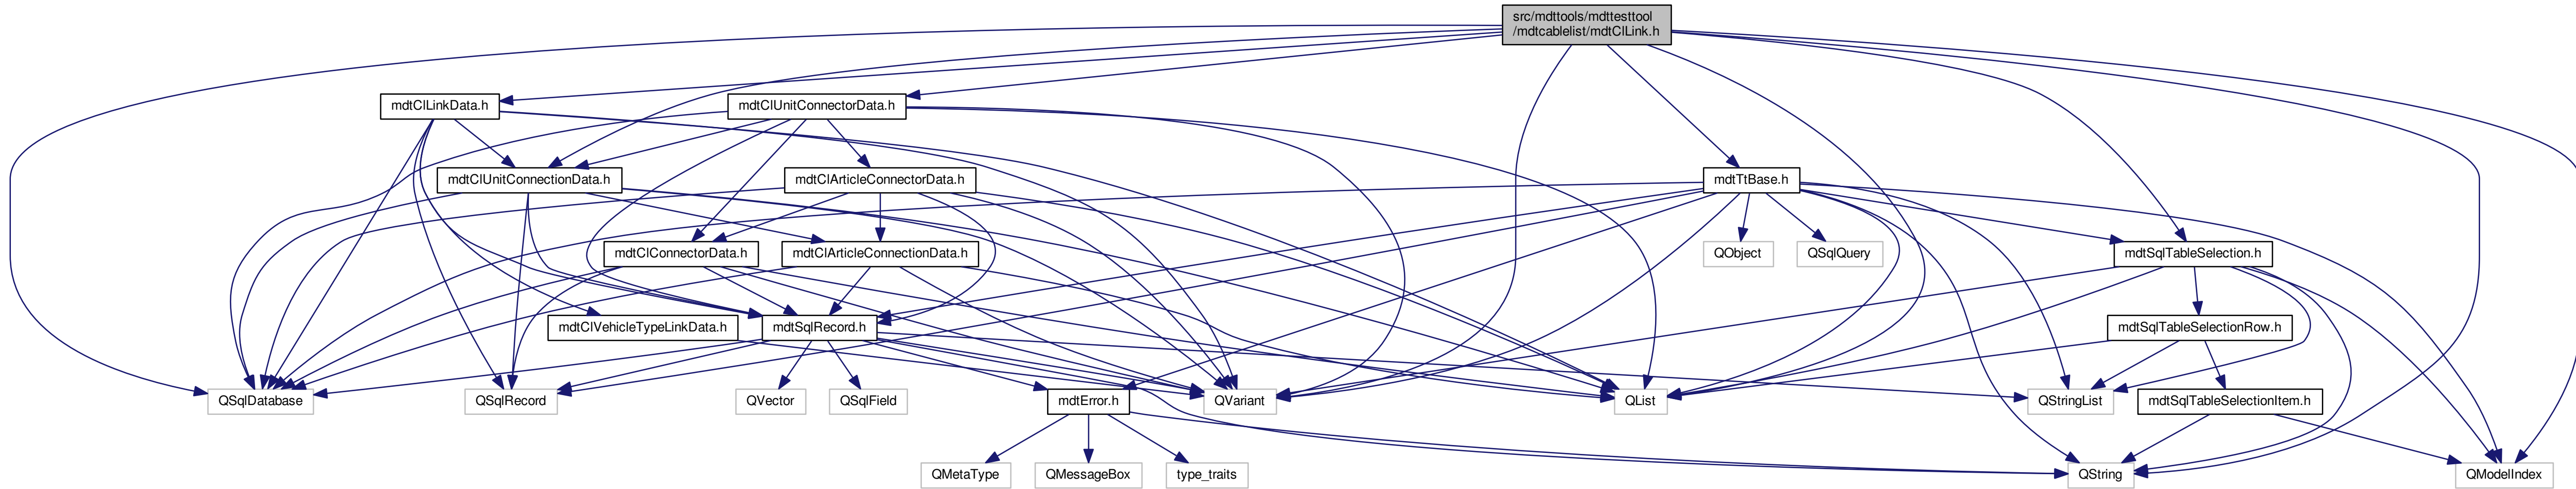 src/mdttools/mdttesttool
/mdtcablelist/mdtClLink.h
mdtClLinkData.h
mdtClUnitConnectorData.h
mdtClUnitConnectionData.h
mdtClArticleConnectorData.h
mdtTtBase.h
mdtClConnectorData.h
mdtClArticleConnectionData.h
QObject
QSqlQuery
mdtSqlTableSelection.h
mdtClVehicleTypeLinkData.h
mdtSqlRecord.h
mdtSqlTableSelectionRow.h
QSqlDatabase
QSqlRecord
QVector
QSqlField
mdtError.h
QVariant
QList
QStringList
mdtSqlTableSelectionItem.h
QMetaType
QMessageBox
type_traits
QString
QModelIndex